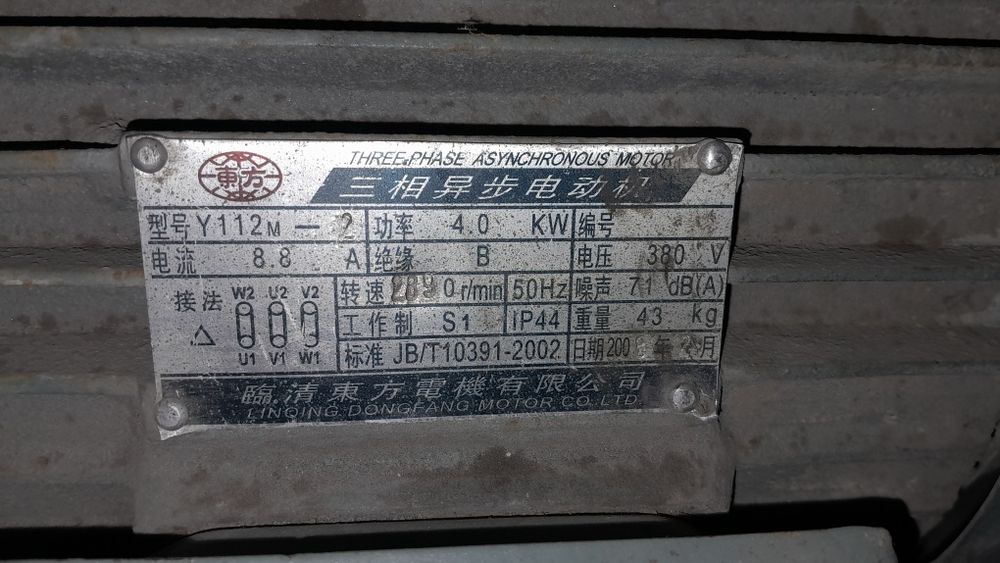 東方
THREE-PHASE ASYNCHRONOUS MOTOR
三相异步电动机
型号 Y112M — 2 功率 4.0 KW 编号
电流 8.8 A 绝缘 B 电压 380 V
接法 W2 U2 V2 转速 2890 r/min 50Hz 噪声 71 dB(A)
△ U1 V1 W1 工作制 S1 IP44 重量 43 kg
标准 JB/T10391-2002 日期 200 年 月
臨清東方電機有限公司
LINQING DONGFANG MOTOR CO.LTD.